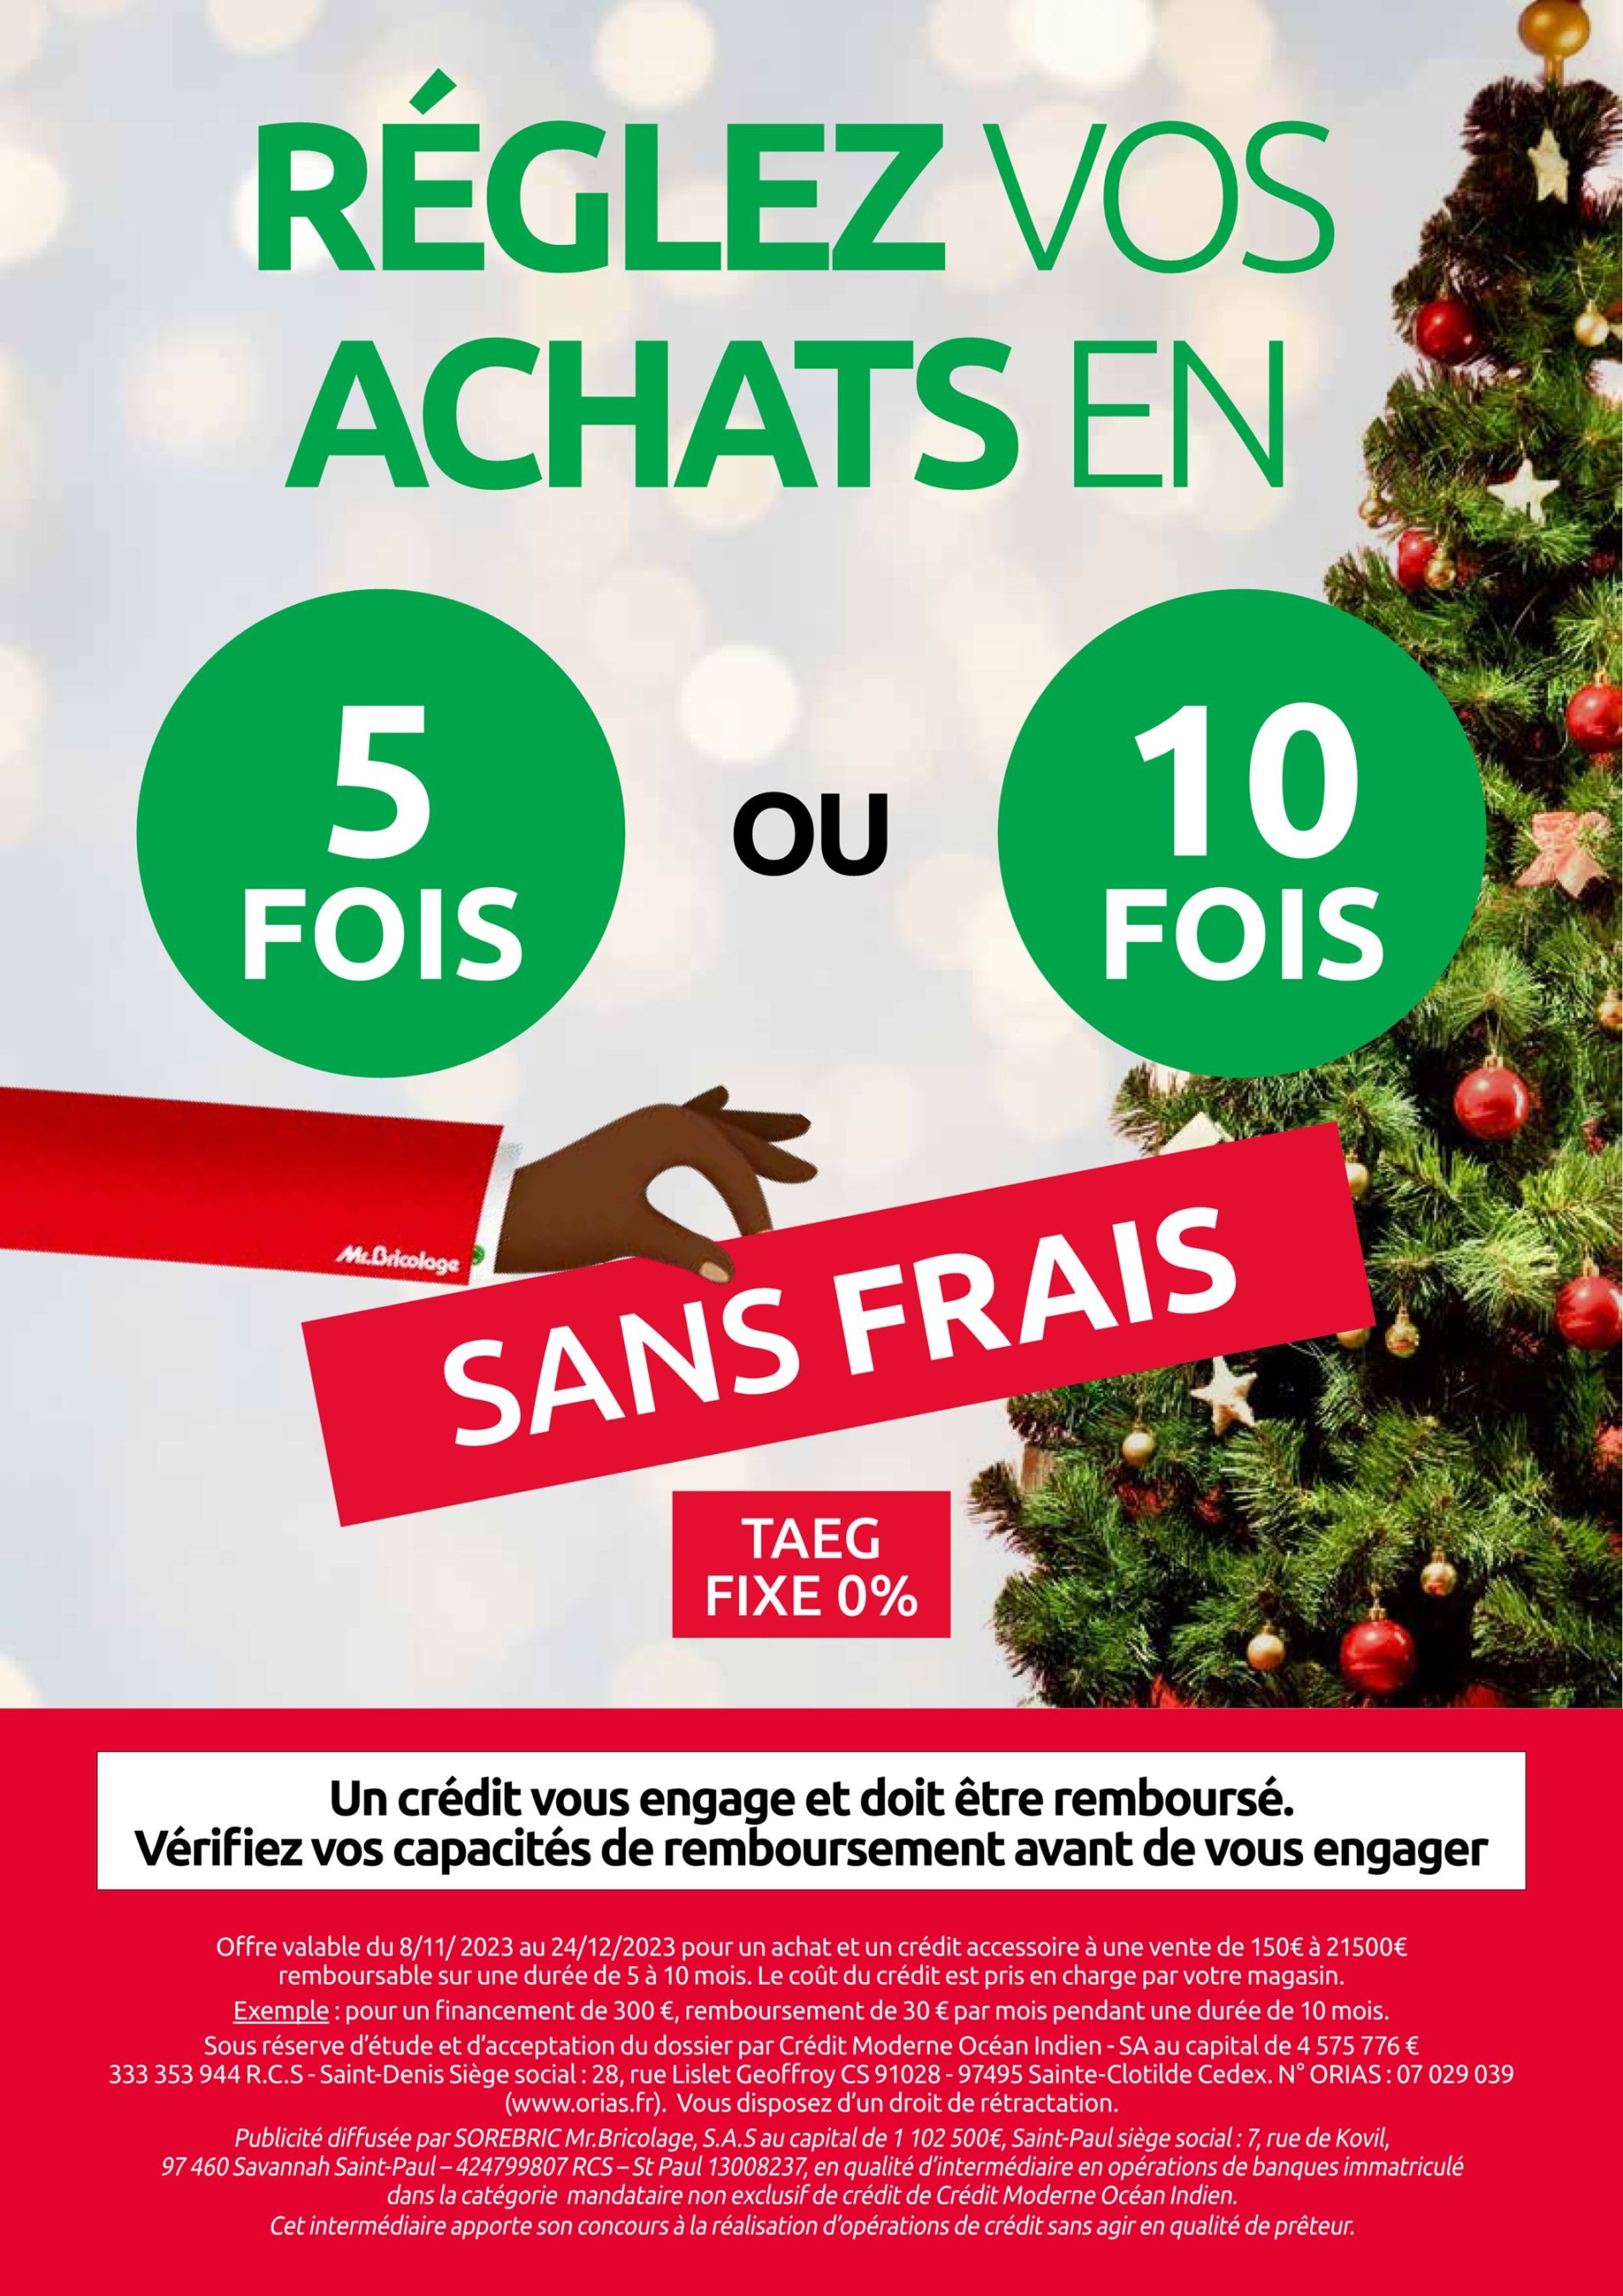 RÉGLEZ VOS
ACHATS EN
5
FOIS
OU
10
FOIS
Mr.Bricolage
SANS FRAIS
TAEG
FIXE 0%
Un crédit vous engage et doit être remboursé.
Vérifiez vos capacités de remboursement avant de vous engager
Offre valable du 8/11/ 2023 au 24/12/2023 pour un achat et un crédit accessoire à une vente de 150€ à 21500€
remboursable sur une durée de 5 à 10 mois. Le coût du crédit est pris en charge par votre magasin.
Exemple : pour un financement de 300 €, remboursement de 30 € par mois pendant une durée de 10 mois.
Sous réserve d'étude et d'acceptation du dossier par Crédit Moderne Océan Indien - SA au capital de 4 575 776 €
333 353 944 R.C.S - Saint-Denis Siège social : 28, rue Lislet Geoffroy CS 91028 - 97495 Sainte-Clotilde Cedex. N° ORIAS : 07 029 039
(www.orias.fr). Vous disposez d'un droit de rétractation.
Publicité diffusée par SOREBRIC Mr.Bricolage, S.A.S au capital de 1 102 500€, Saint-Paul siège social : 7, rue de Kovil,
97 460 Savannah Saint-Paul – 424799807 RCS – St Paul 13008237, en qualité d'intermédiaire en opérations de banques immatriculé
dans la catégorie mandataire non exclusif de crédit de Crédit Moderne Océan Indien.
Cet intermédiaire apporte son concours à la réalisation d'opérations de crédit sans agir en qualité de prêteur.